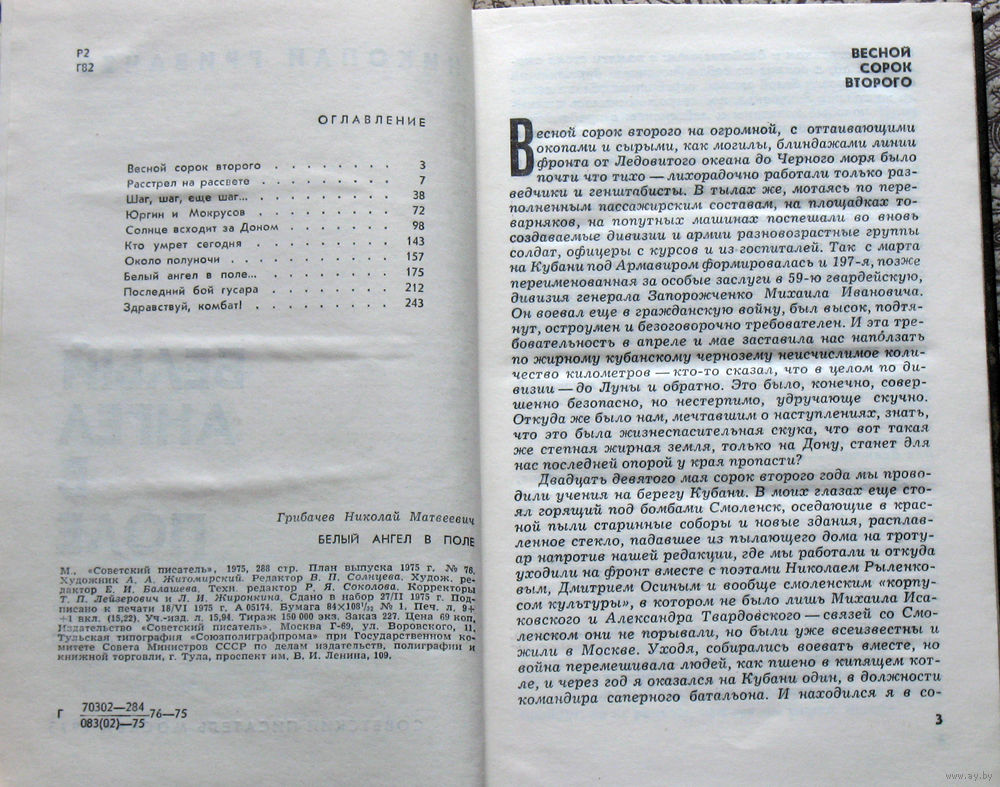 Р2
Г82
ОГЛАВЛЕНИЕ
Весной сорок второго . . . . . . . . 3
Расстрел на рассвете . . . . . . . . 7
Шаг, шаг, еще шаг... . . . . . . . . 38
Юргин и Мокрусов . . . . . . . . 72
Солнце всходит за Доном . . . . . . . 98
Кто умрет сегодня . . . . . . . . 143
Около полуночи . . . . . . . . 157
Белый ангел в поле... . . . . . . . . 175
Последний бой гусара . . . . . . . . 212
Здравствуй, комбат! . . . . . . . . 243
Грибачев Николай Матвеевич
БЕЛЫЙ АНГЕЛ В ПОЛЕ
М., «Советский писатель», 1975, 288 стр. План выпуска 1975 г. № 76.
Художник А. А. Житомирский. Редактор В. П. Солнцева. Худож. ре-
дактор Е. И. Балашева. Техн. редактор Р. Я. Соколова. Корректоры
Т. П. Лейзерович и Л. И. Жиронкина. Сдано в набор 27/II 1975 г. Под-
писано к печати 18/VI 1975 г. А 05174. Бумага 84×108¹/₃₂ № 1. Печ. л. 9+
+1 вкл. (15,22). Уч.-изд. л. 15,94. Тираж 150 000 экз. Заказ 227. Цена 69 коп.
Издательство «Советский писатель», Москва Г-69, ул. Воровского, 11.
Тульская типография «Союзполиграфпрома» при Государственном ко-
митете Совета Министров СССР по делам издательств, полиграфии и
книжной торговли, г. Тула, проспект им. В. И. Ленина, 109.
70302—284
Г 76—75
083(02)—75
ВЕСНОЙ
СОРОК
ВТОРОГО
Весной сорок второго на огромной, с оттаивающими
окопами и сырыми, как могилы, блиндажами линии
фронта от Ледовитого океана до Черного моря было
почти что тихо — лихорадочно работали только раз-
ведчики и генштабисты. В тылах же, мотаясь по пере-
полненным пассажирским составам, на площадках то-
варняков, на попутных машинах поспешали во вновь
создаваемые дивизии и армии разновозрастные группы
солдат, офицеры с курсов и из госпиталей. Так с марта
на Кубани под Армавиром формировалась и 197-я, позже
переименованная за особые заслуги в 59-ю гвардейскую,
дивизия генерала Запорожченко Михаила Ивановича.
Он воевал еще в гражданскую войну, был высок, подтя-
нут, остроумен и безоговорочно требователен. И эта тре-
бовательность в апреле и мае заставила нас напо́лзать
по жирному кубанскому чернозему неисчислимое коли-
чество километров — кто-то сказал, что в целом по ди-
визии — до Луны и обратно. Это было, конечно, совер-
шенно безопасно, но нестерпимо, удручающе скучно.
Откуда же было нам, мечтавшим о наступлениях, знать,
что это была жизнеспасительная скука, что вот такая
же степная жирная земля, только на Дону, станет для
нас последней опорой у края пропасти?
Двадцать девятого мая сорок второго года мы прово-
дили учения на берегу Кубани. В моих глазах еще сто-
ял горящий под бомбами Смоленск, оседающие в крас-
ной пыли старинные соборы и новые здания, расплав-
ленное стекло, падавшее из пылающего дома на троту-
ар напротив нашей редакции, где мы работали и откуда
уходили на фронт вместе с поэтами Николаем Рыленко-
вым, Дмитрием Осиным и вообще смоленским «корпу-
сом культуры», в котором не было лишь Михаила Иса-
ковского и Александра Твардовского — связей со Смо-
ленском они не порывали, но были уже всеизвестны и
жили в Москве. Уходя, собирались воевать вместе, но
война перемешивала людей, как пшено в кипящем кот-
ле, и через год я оказался на Кубани один, в должности
командира саперного батальона. И находился я в со-
3
www.ay.by